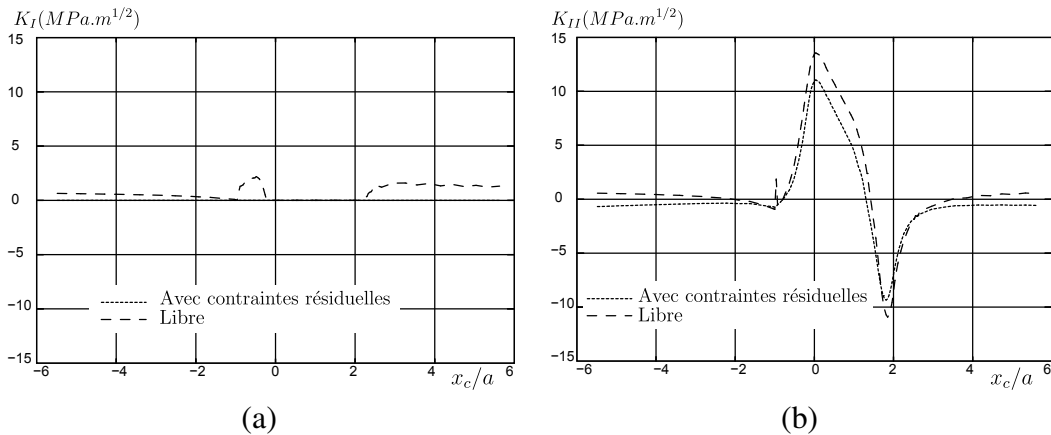 K_I(MPa.m^{1/2})
15
10
5
0
−5
−10
−15
−6
−4
−2
0
2
4
6
x_c/a
Avec contraintes résiduelles
Libre
(a)
K_{II}(MPa.m^{1/2})
15
10
5
0
−5
−10
−15
−6
−4
−2
0
2
4
6
x_c/a
Avec contraintes résiduelles
Libre
(b)